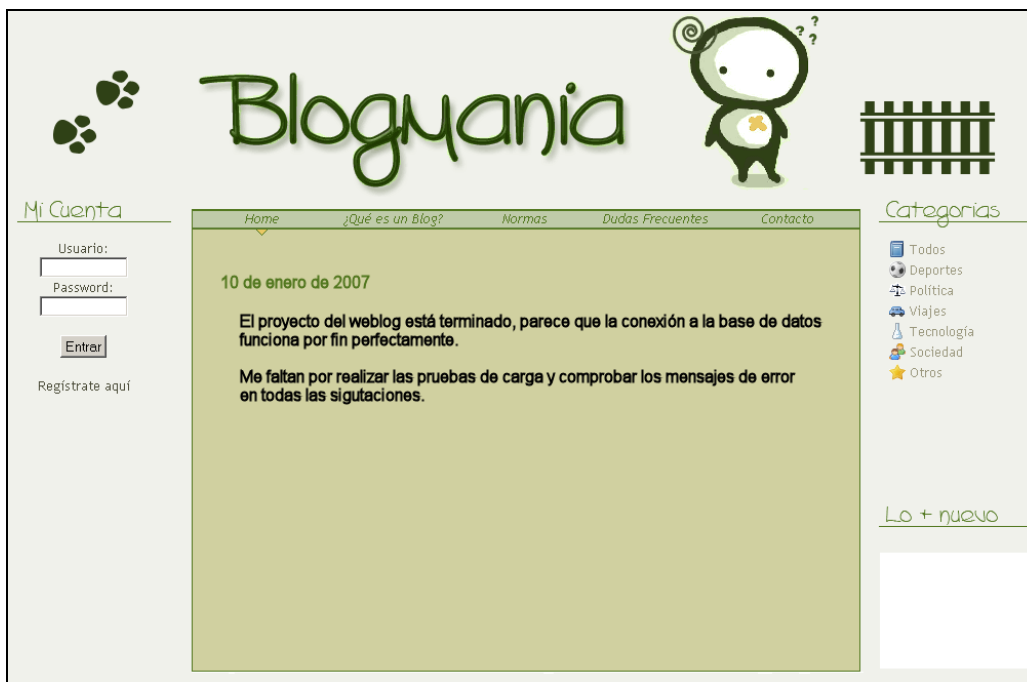 ? ? ?
Blogmania
Mi Cuenta
Usuario:
Password:
Entrar
Regístrate aquí
Home ¿Qué es un Blog? Normas Dudas Frecuentes Contacto
10 de enero de 2007
El proyecto del weblog está terminado, parece que la conexión a la base de datos
funciona por fin perfectamente.
Me faltan por realizar las pruebas de carga y comprobar los mensajes de error
en todas las sigutaciones.
Categorias
Todos
Deportes
Política
Viajes
Tecnología
Sociedad
Otros
Lo + nuevo